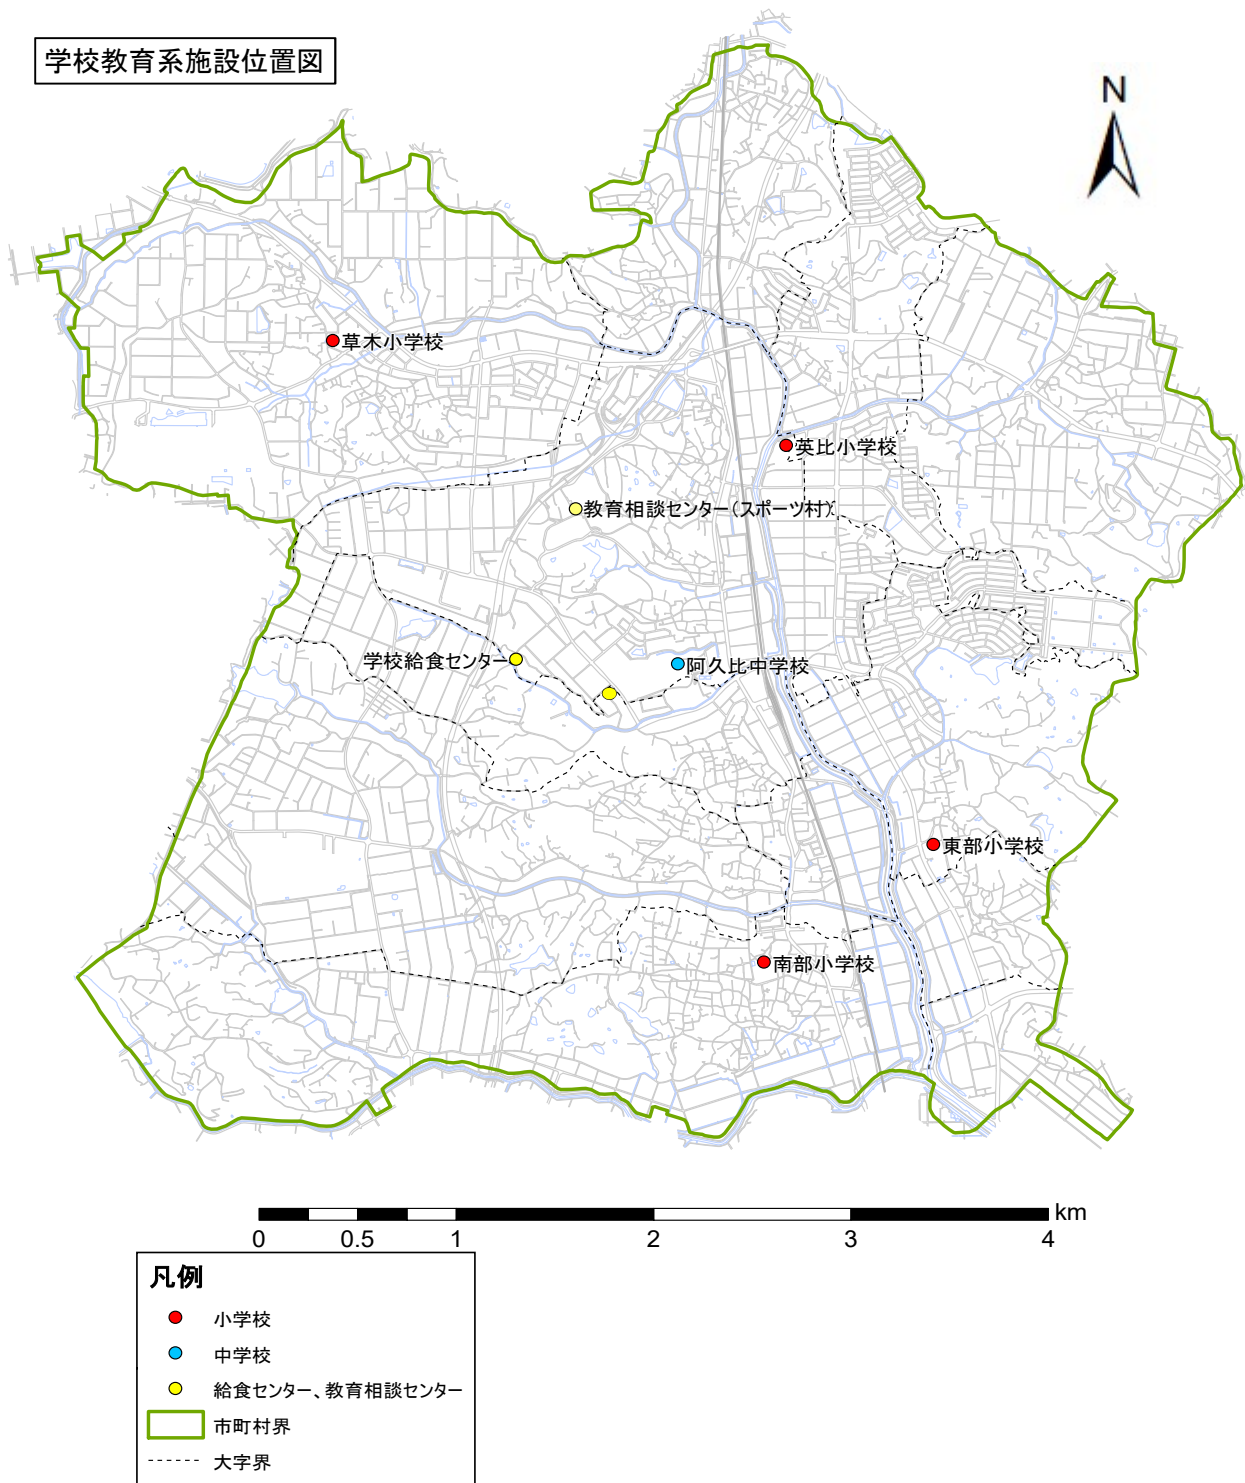 学校教育系施設位置図
N
草木小学校
英比小学校
教育相談センター(スポーツ村)
学校給食センター
阿久比中学校
東部小学校
南部小学校
km
0 0.5 1 2 3 4
凡例
小学校
中学校
給食センター、教育相談センター
市町村界
大字界